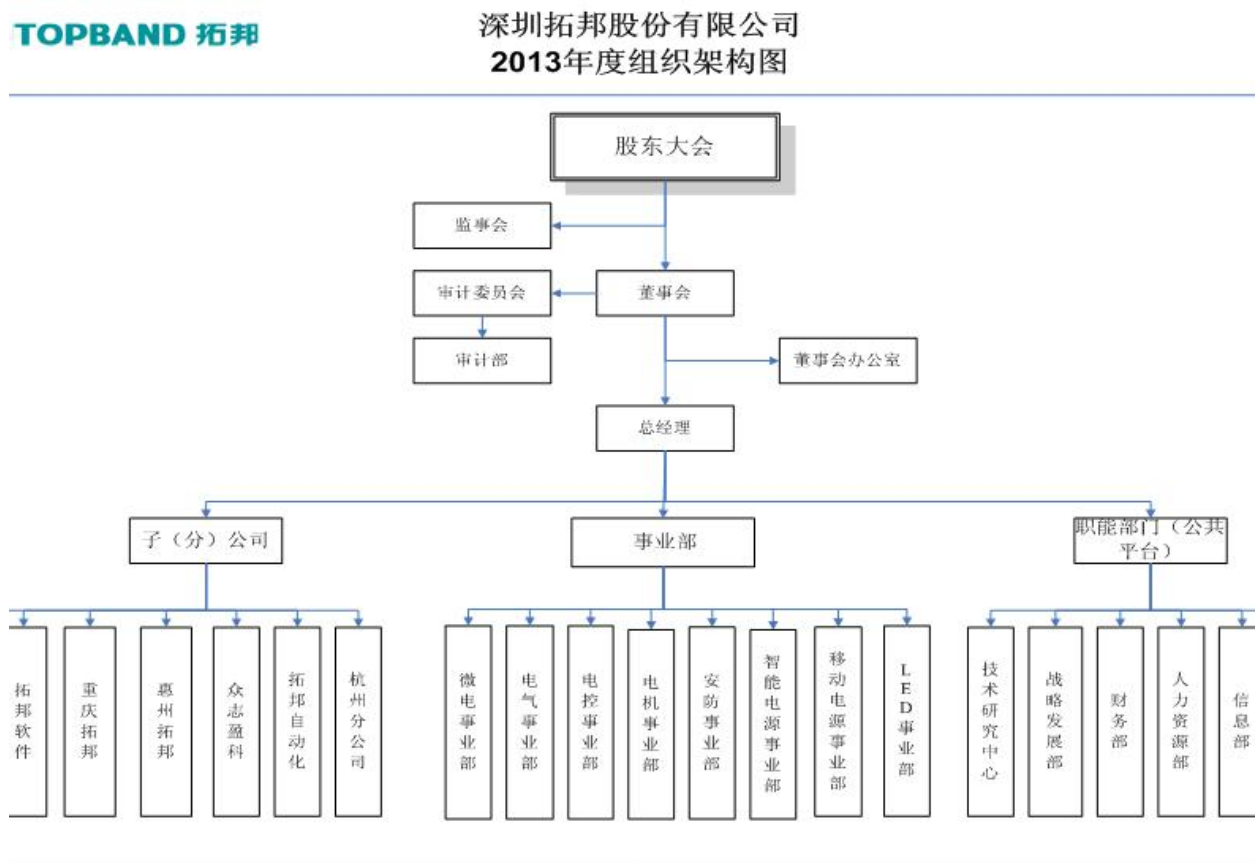 TOPBAND 拓邦
深圳拓邦股份有限公司
2013年度组织架构图
股东大会
监事会
审计委员会
董事会
审计部
董事会办公室
总经理
子（分）公司
事业部
职能部门（公共
平台）
拓邦软件
重庆拓邦
惠州拓邦
众志盈科
拓邦自动化
杭州分公司
微电事业部
电气事业部
电控事业部
电机事业部
安防事业部
智能电源事业部
移动电源事业部
LED事业部
技术研究中心
战略发展部
财务部
人力资源部
信息部